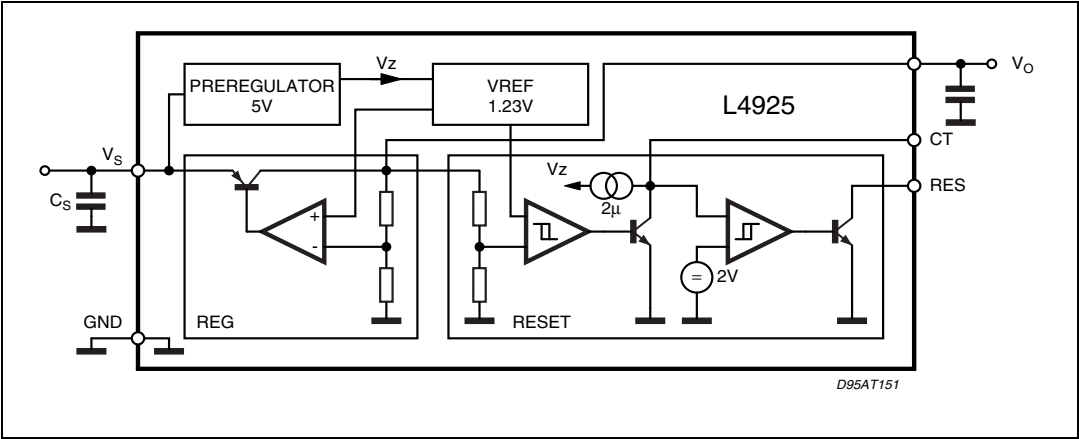 Vz
PREREGULATOR
5V
VREF
1.23V
L4925
VO
CT
VS
Vz
RES
CS
+
-
2μ
=
2V
GND
REG
RESET
D95AT151